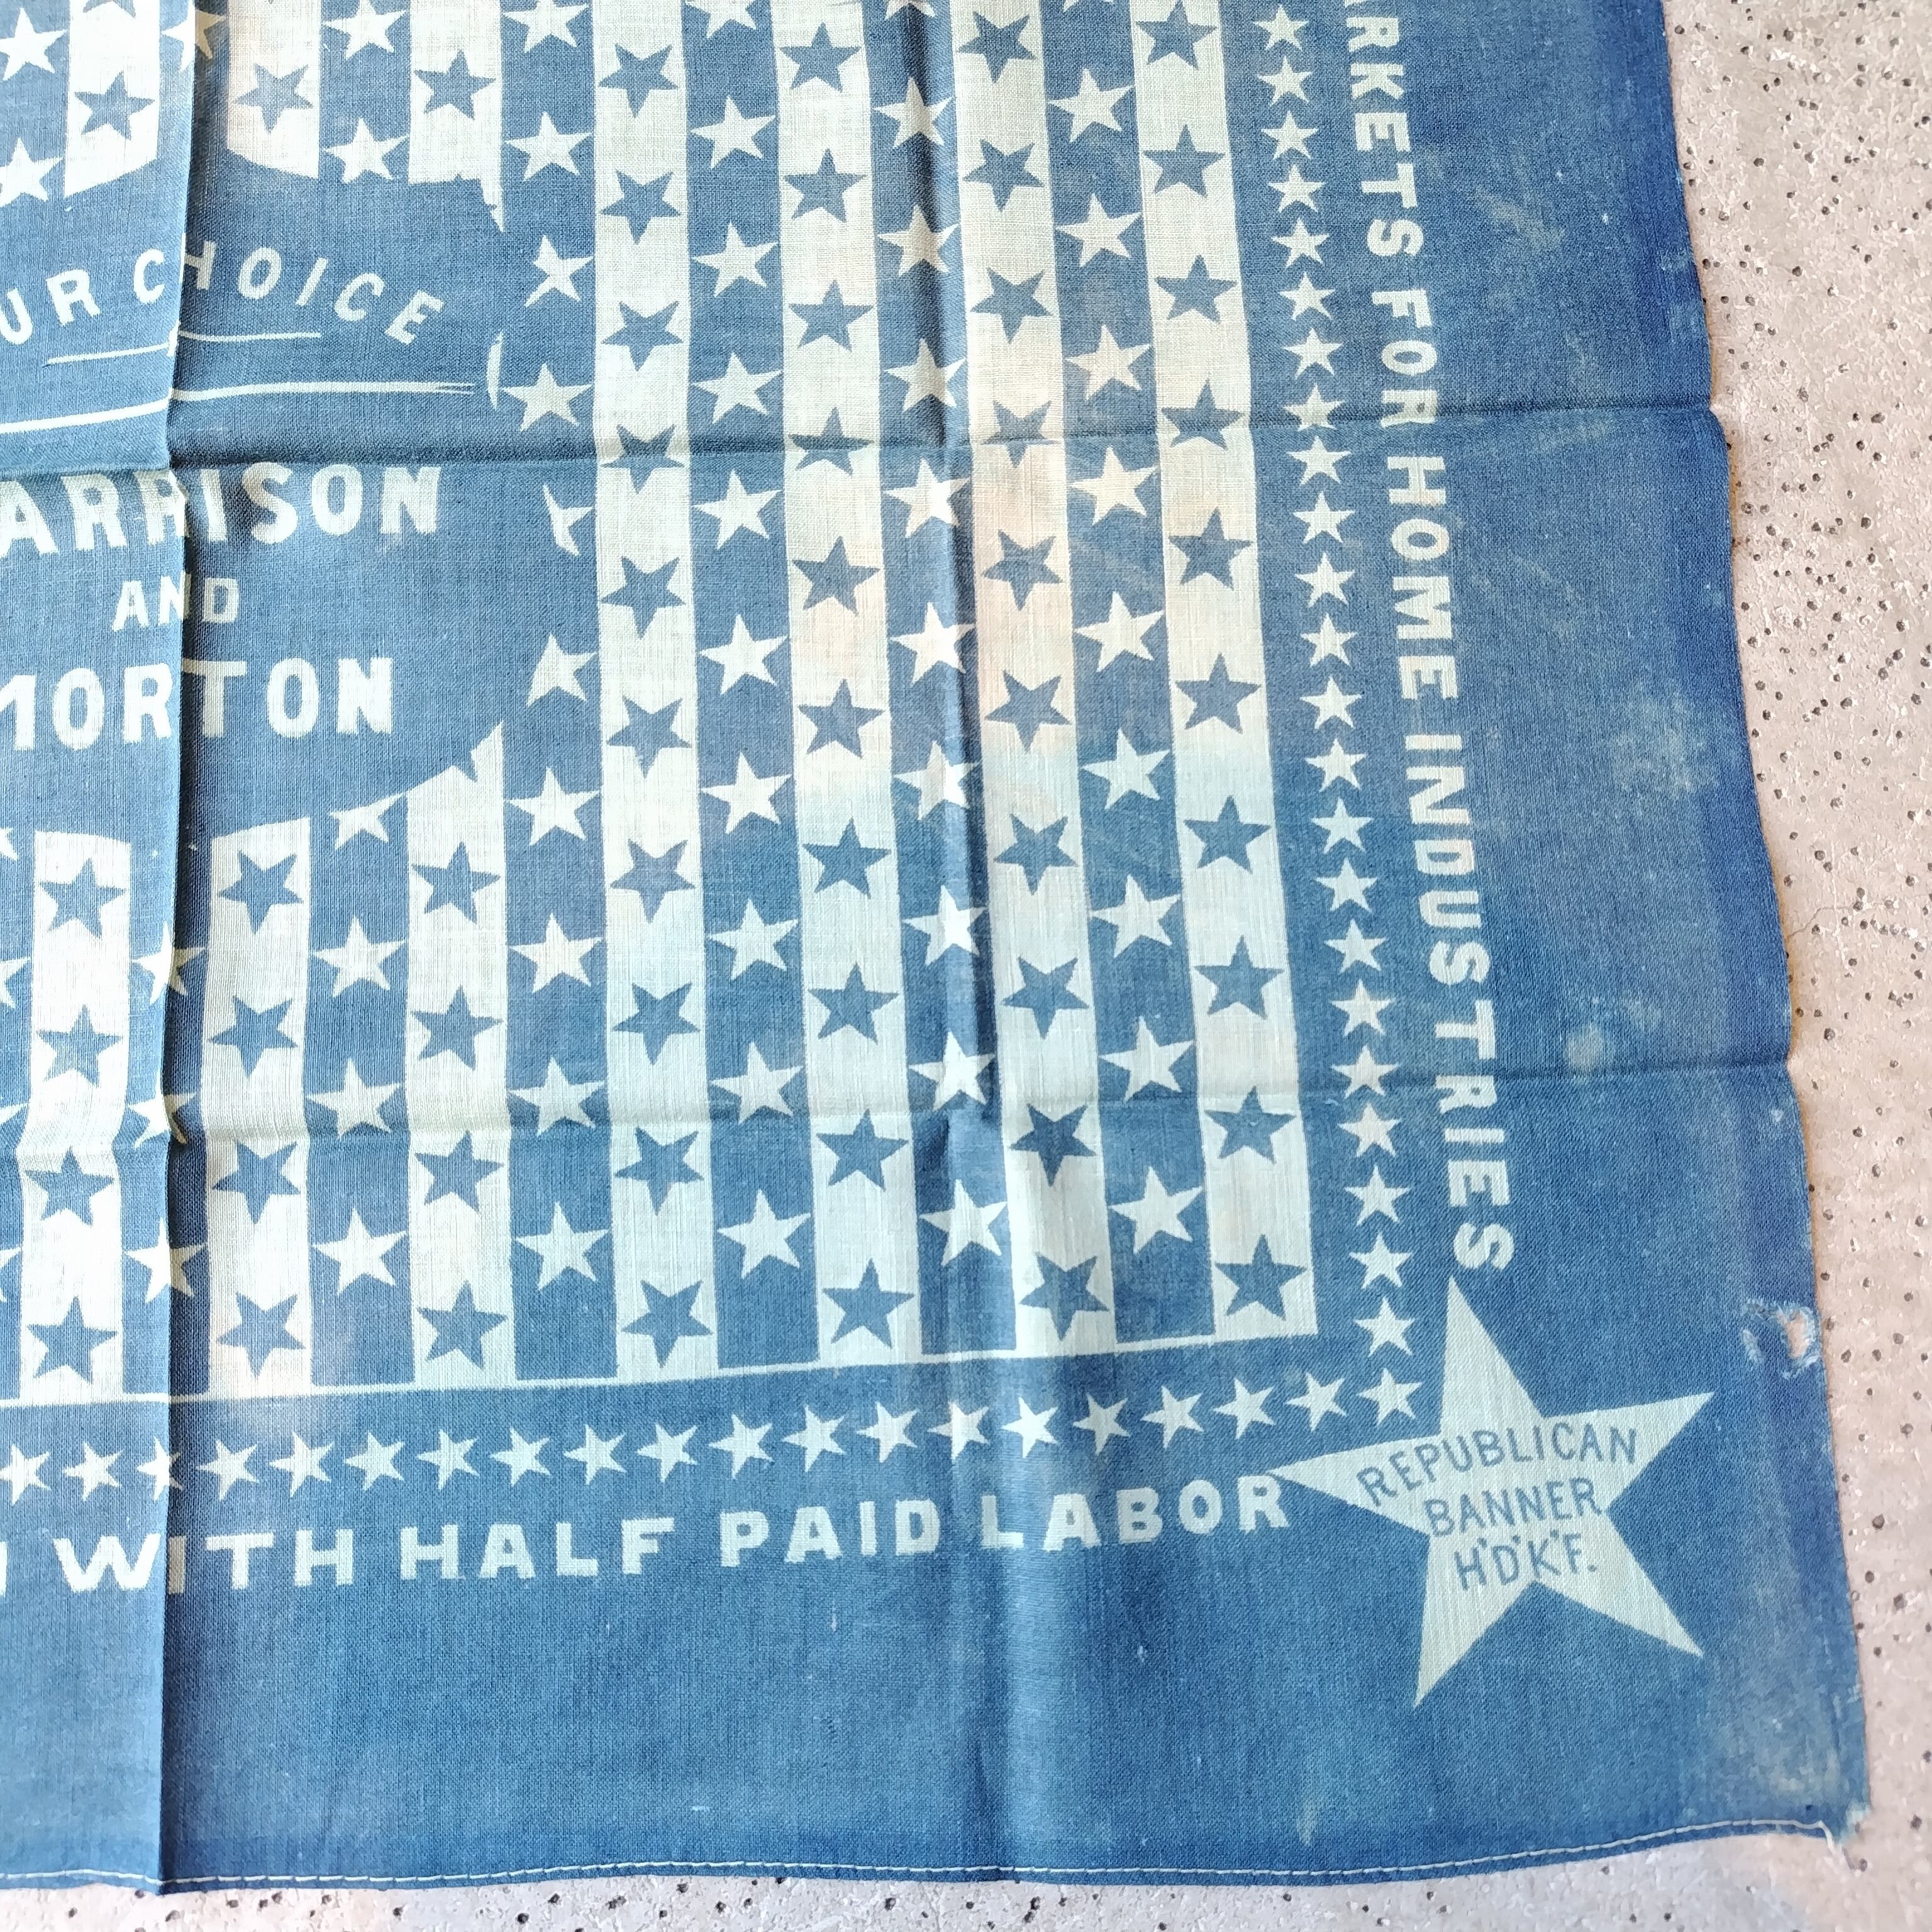 UR CHOICE
ARRISON
AND
MORTON
RKETS FOR HOME INDUSTRIES
WITH HALF PAID LABOR
REPUBLICAN
BANNER
H'D'K'F.